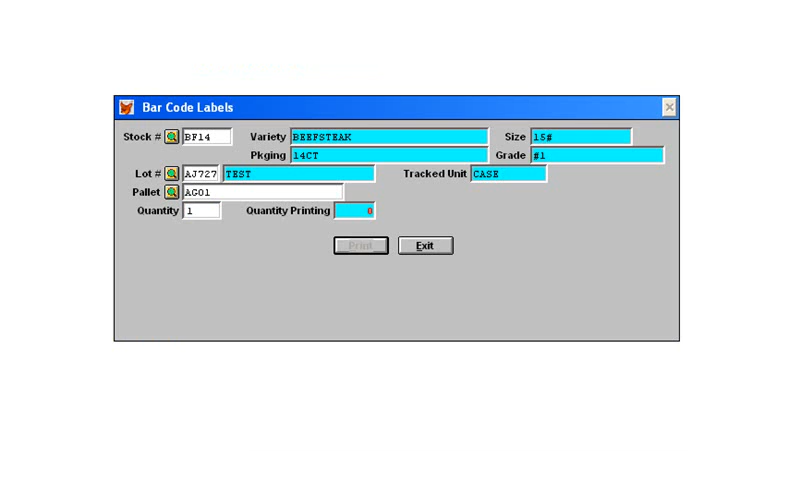 Bar Code Labels
Stock # BF14 Variety BEEFSTEAK Size 15#
Pkging 14CT Grade #1
Lot # AJ727 TEST Tracked Unit CASE
Pallet AG01
Quantity 1 Quantity Printing 0
Print Exit